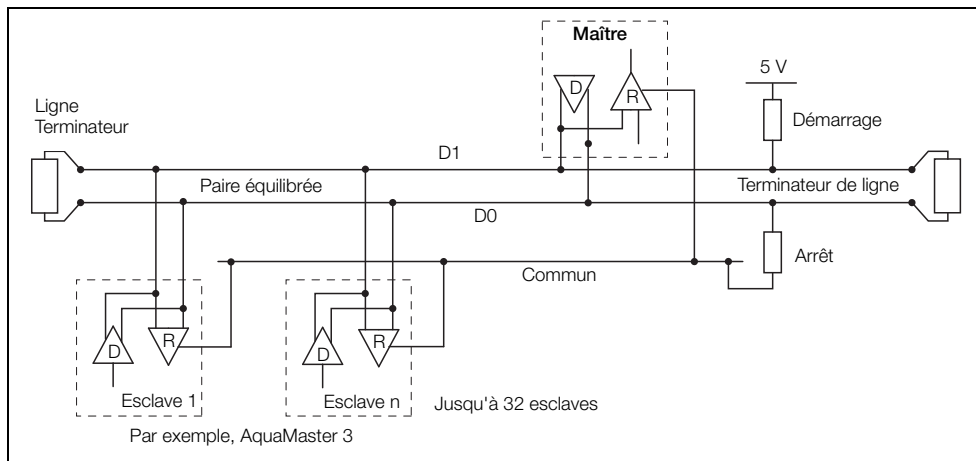 Maître
5 V
D
R
Ligne
Terminateur
Démarrage
D1
Paire équilibrée
Terminateur de ligne
D0
Commun
Arrêt
D
R
D
R
Esclave 1
Esclave n
Jusqu'à 32 esclaves
Par exemple, AquaMaster 3